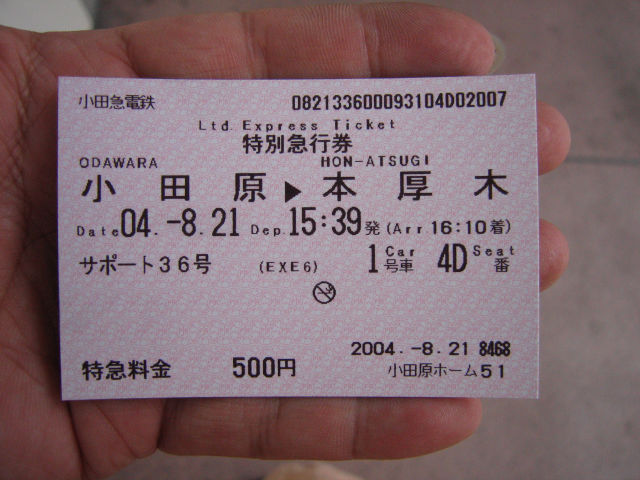 小田急電鉄 082133600093104D02007
Ltd. Express Ticket
特別急行券
ODAWARA HON-ATSUGI
小田原 ▶ 本厚木
Date 04.-8.21 Dep. 15:39発 (Arr 16:10着)
サポート36号 (EXE6) 1 Car 号車 4D Seat 番
2004.-8.21 8468
特急料金 500円 小田原ホーム51